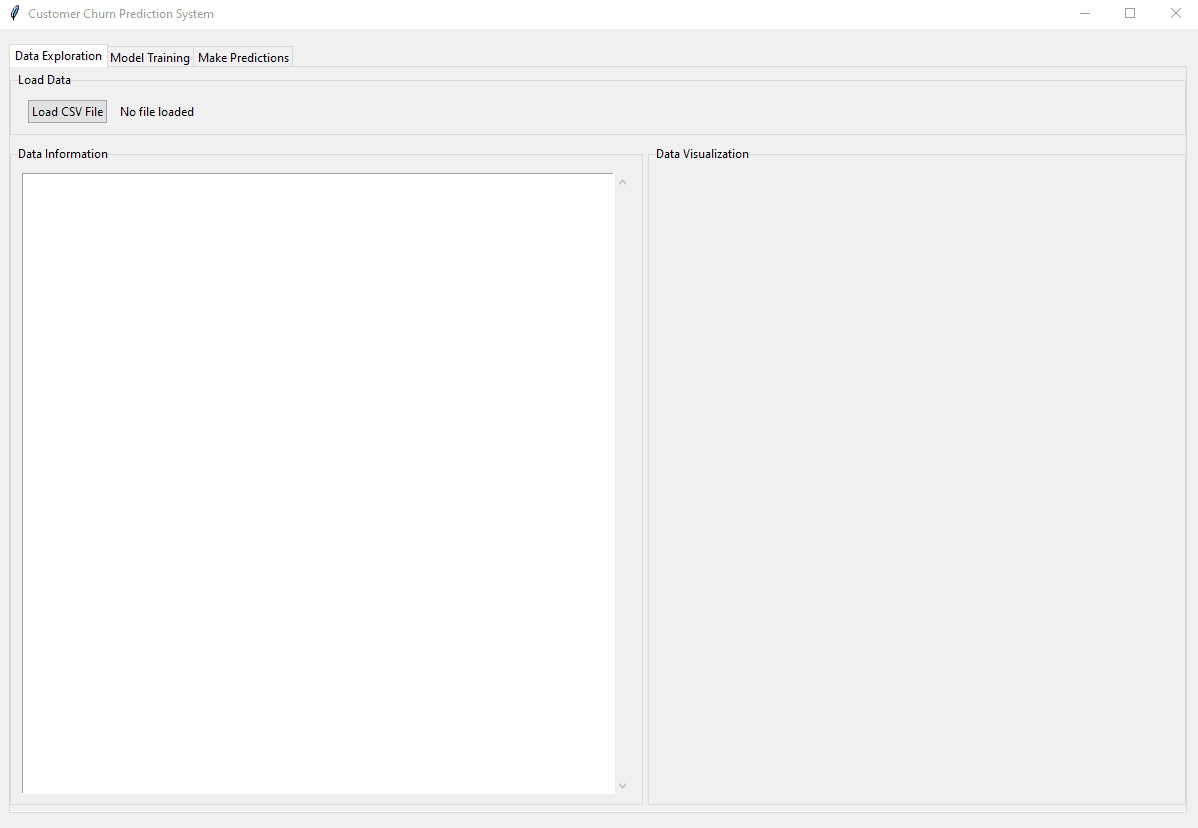 Customer Churn Prediction System
Data Exploration Model Training Make Predictions
Load Data
Load CSV File No file loaded
Data Information Data Visualization